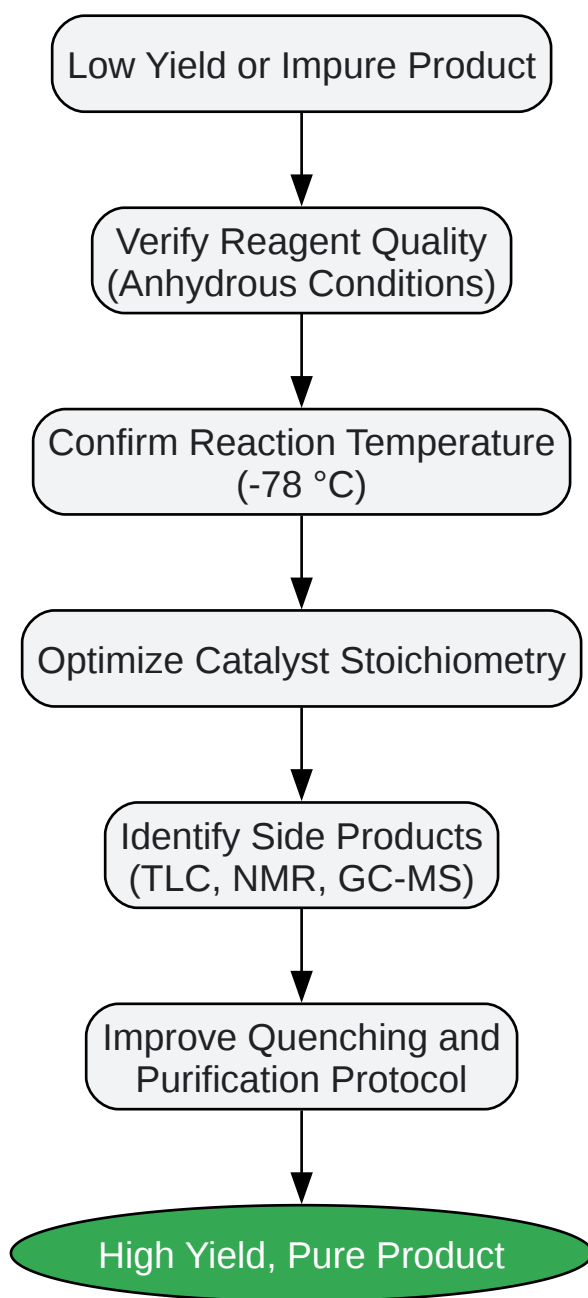 Low Yield or Impure Product
Verify Reagent Quality
(Anhydrous Conditions)
Confirm Reaction Temperature
(-78 °C)
Optimize Catalyst Stoichiometry
Identify Side Products
(TLC, NMR, GC-MS)
Improve Quenching and
Purification Protocol
High Yield, Pure Product